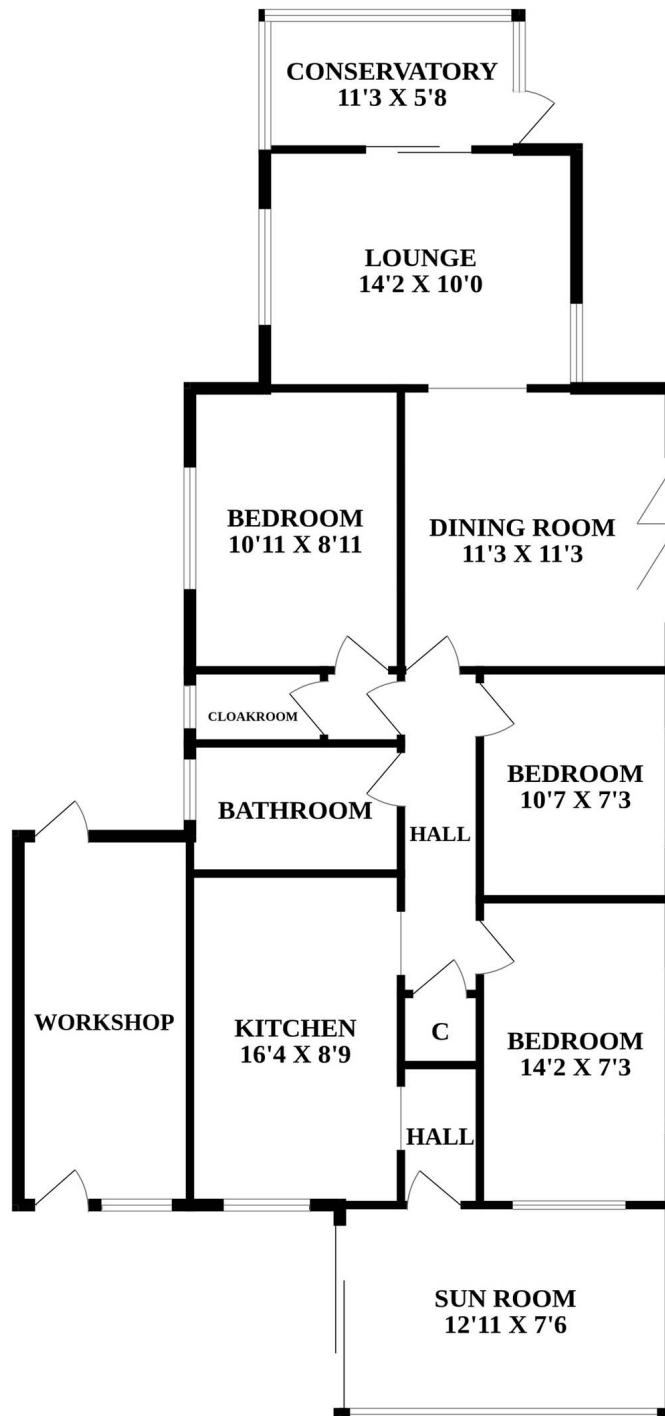 CONSERVATORY
11'3 X 5'8
LOUNGE
14'2 X 10'0
BEDROOM
10'11 X 8'11
DINING ROOM
11'3 X 11'3
CLOAKROOM
BEDROOM
10'7 X 7'3
BATHROOM
HALL
WORKSHOP
KITCHEN
16'4 X 8'9
C
BEDROOM
14'2 X 7'3
HALL
SUN ROOM
12'11 X 7'6